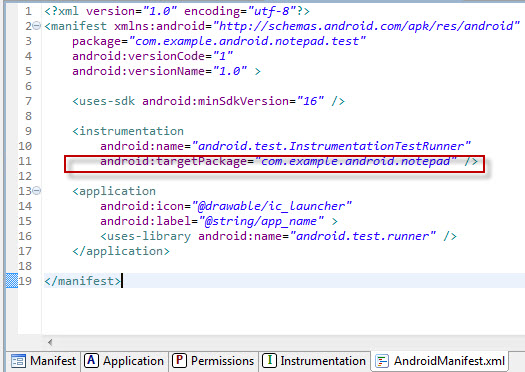 1 <?xml version="1.0" encoding="utf-8"?>
2 <manifest xmlns:android="http://schemas.android.com/apk/res/android"
3 package="com.example.android.notepad.test"
4 android:versionCode="1"
5 android:versionName="1.0" >
6
7 <uses-sdk android:minSdkVersion="16" />
8
9 <instrumentation
10 android:name="android.test.InstrumentationTestRunner"
11 android:targetPackage="com.example.android.notepad" />
12
13 <application
14 android:icon="@drawable/ic_launcher"
15 android:label="@string/app_name" >
16 <uses-library android:name="android.test.runner" />
17 </application>
18
19 </manifest>
Manifest A Application P Permissions I Instrumentation AndroidManifest.xml